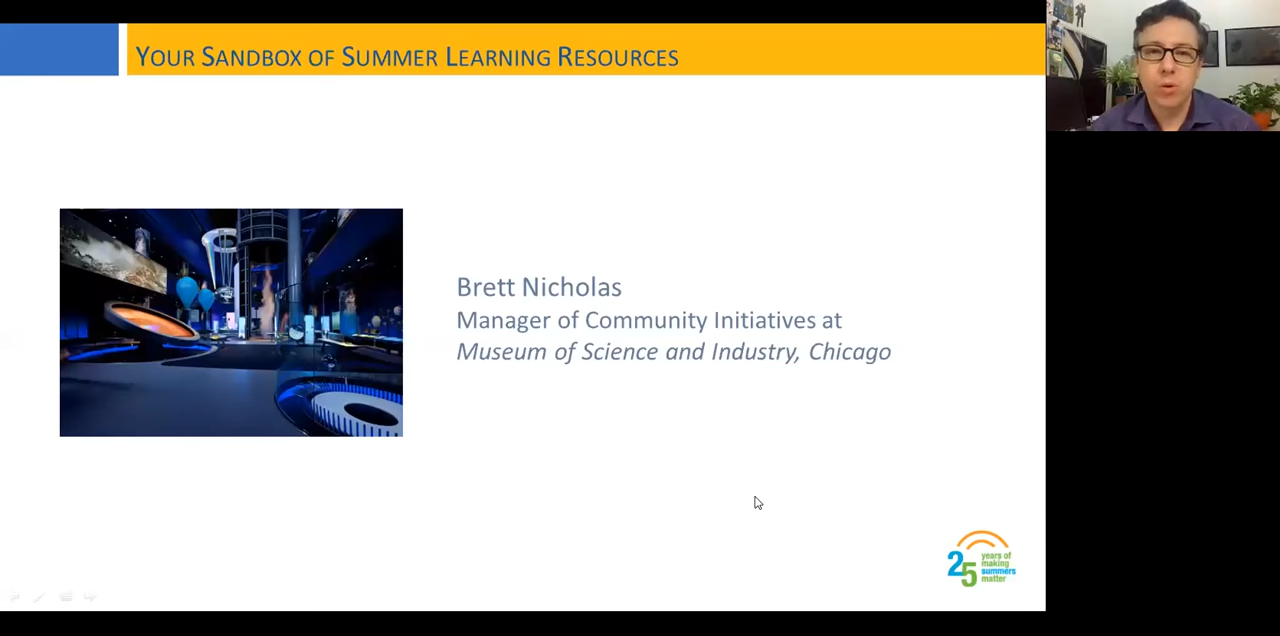 YOUR SANDBOX OF SUMMER LEARNING RESOURCES
Brett Nicholas
Manager of Community Initiatives at
Museum of Science and Industry, Chicago
25
years of
making
summers
matter